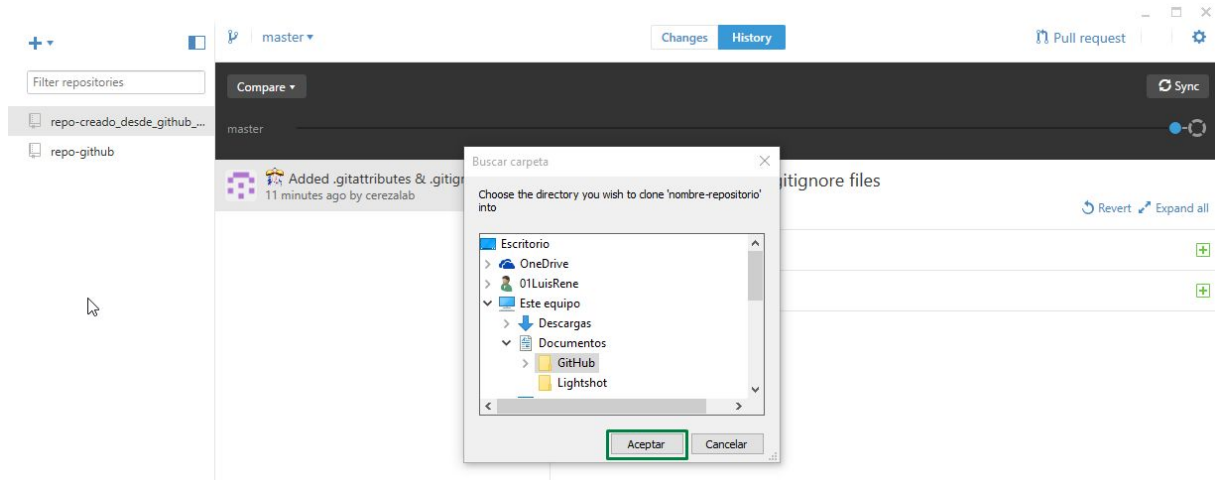 master
Changes
History
Pull request
Filter repositories
Compare
Sync
repo-creado_desde_github_...
master
repo-github
Added .gitattributes & .gitigr
11 minutes ago by cerezalab
itignore files
Revert
Expand all
Buscar carpeta
Choose the directory you wish to clone 'nombre-repositorio'
into
Escritorio
OneDrive
01LuisRene
Este equipo
Descargas
Documentos
GitHub
Lightshot
Aceptar
Cancelar